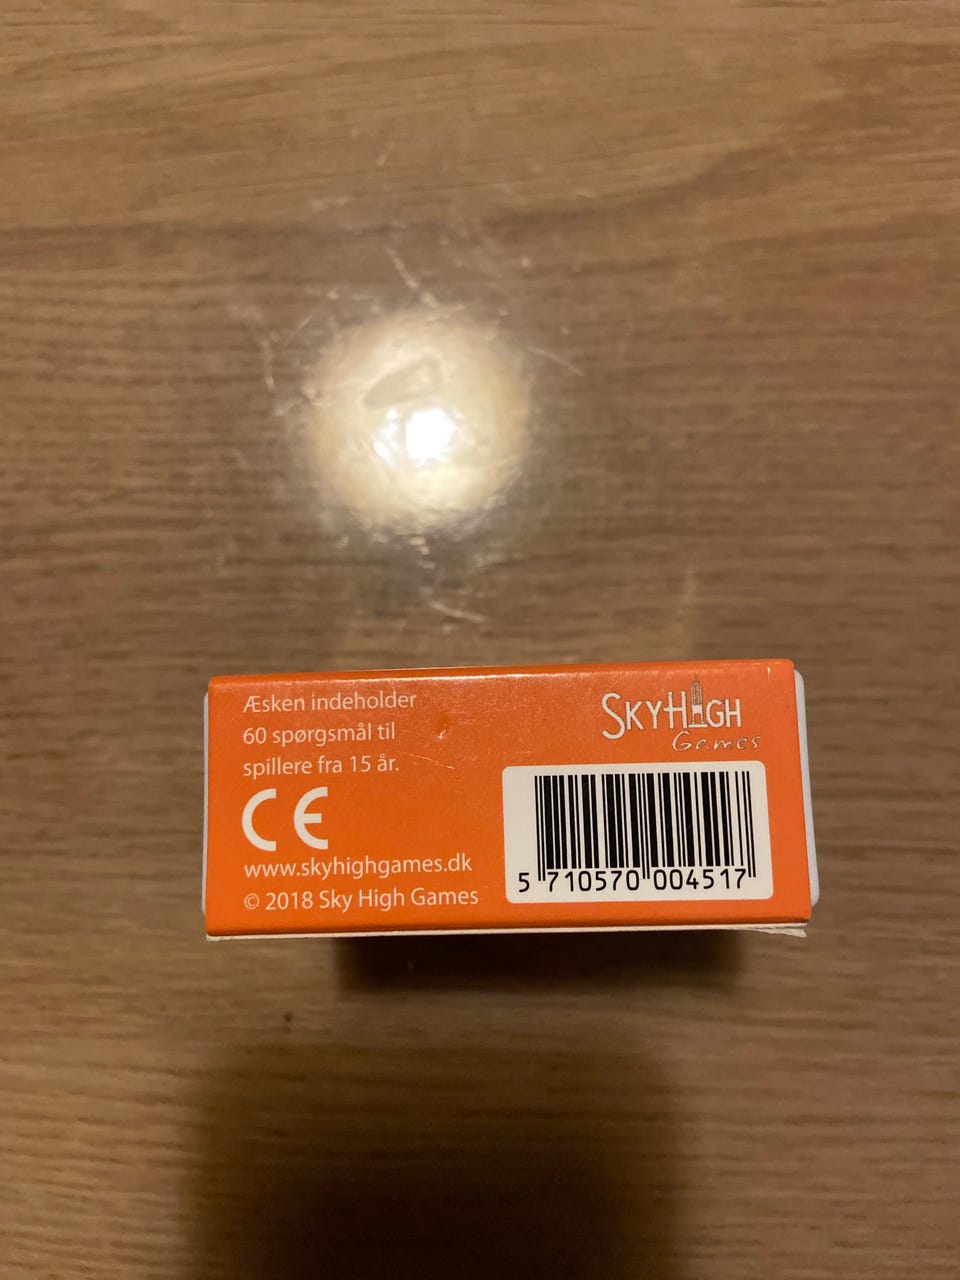 Æsken indeholder
60 spørgsmål til
spillere fra 15 år.
CE
www.skyhighgames.dk
© 2018 Sky High Games
SKYHIGH
Games
5 710570 004517